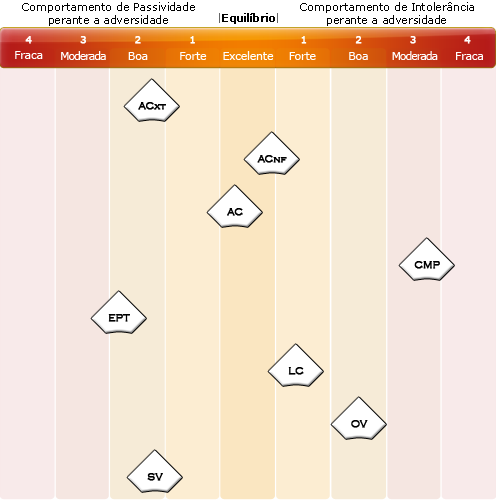 Comportamento de Passividade
perante a adversidade
|Equilíbrio|
Comportamento de Intolerância
perante a adversidade
4 3 2 1 1 2 3 4
Fraca Moderada Boa Forte Excelente Forte Boa Moderada Fraca
ACXT
ACNF
AC
CMP
EPT
LC
OV
SV